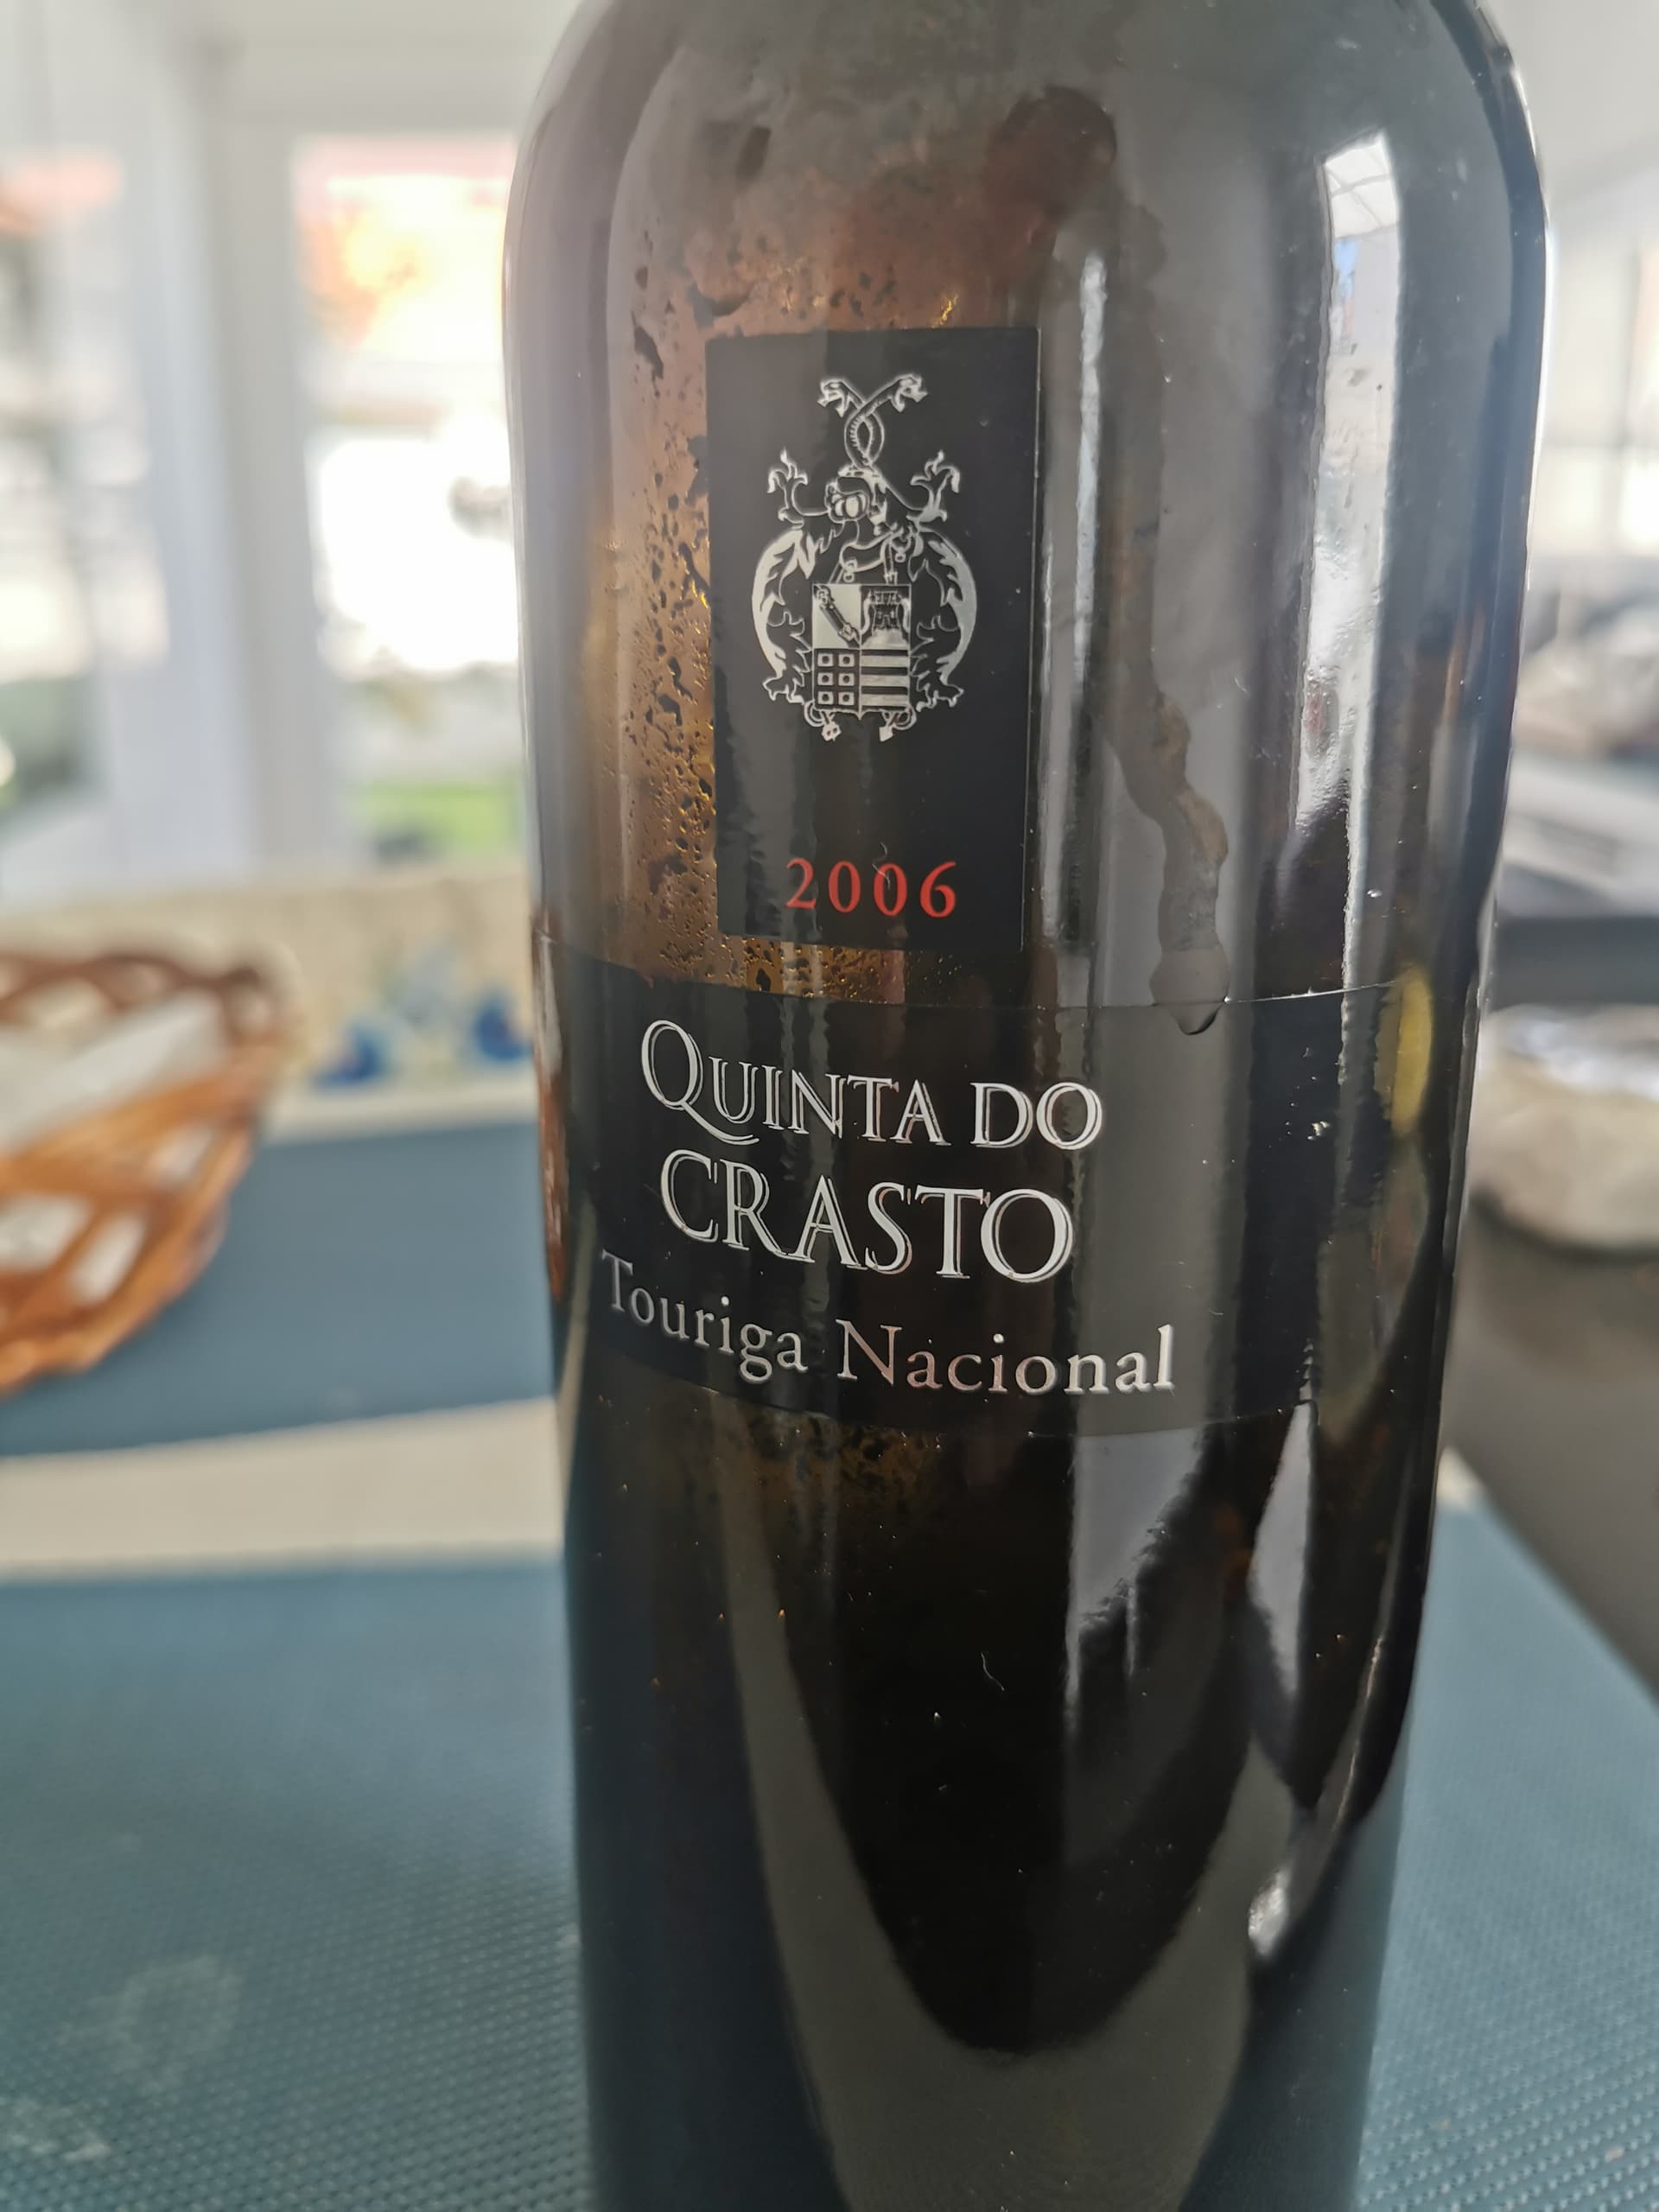 2006
QUINTA DO
CRASTO
Touriga Nacional